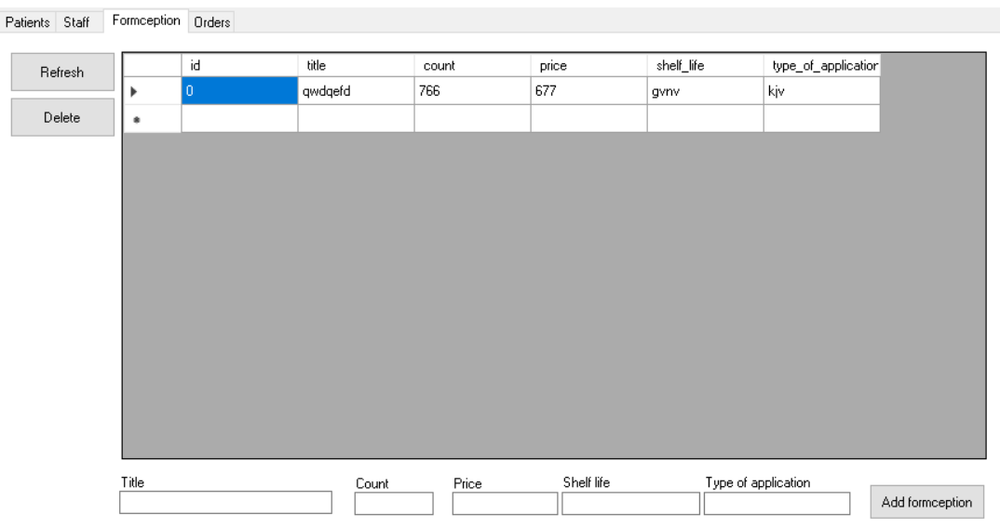 Patients Staff Formception Orders
Refresh
Delete
id title count price shelf_life type_of_application
0 qwdqefd 766 677 gvnv kjv
Title Count Price Shelf life Type of application
Add formception